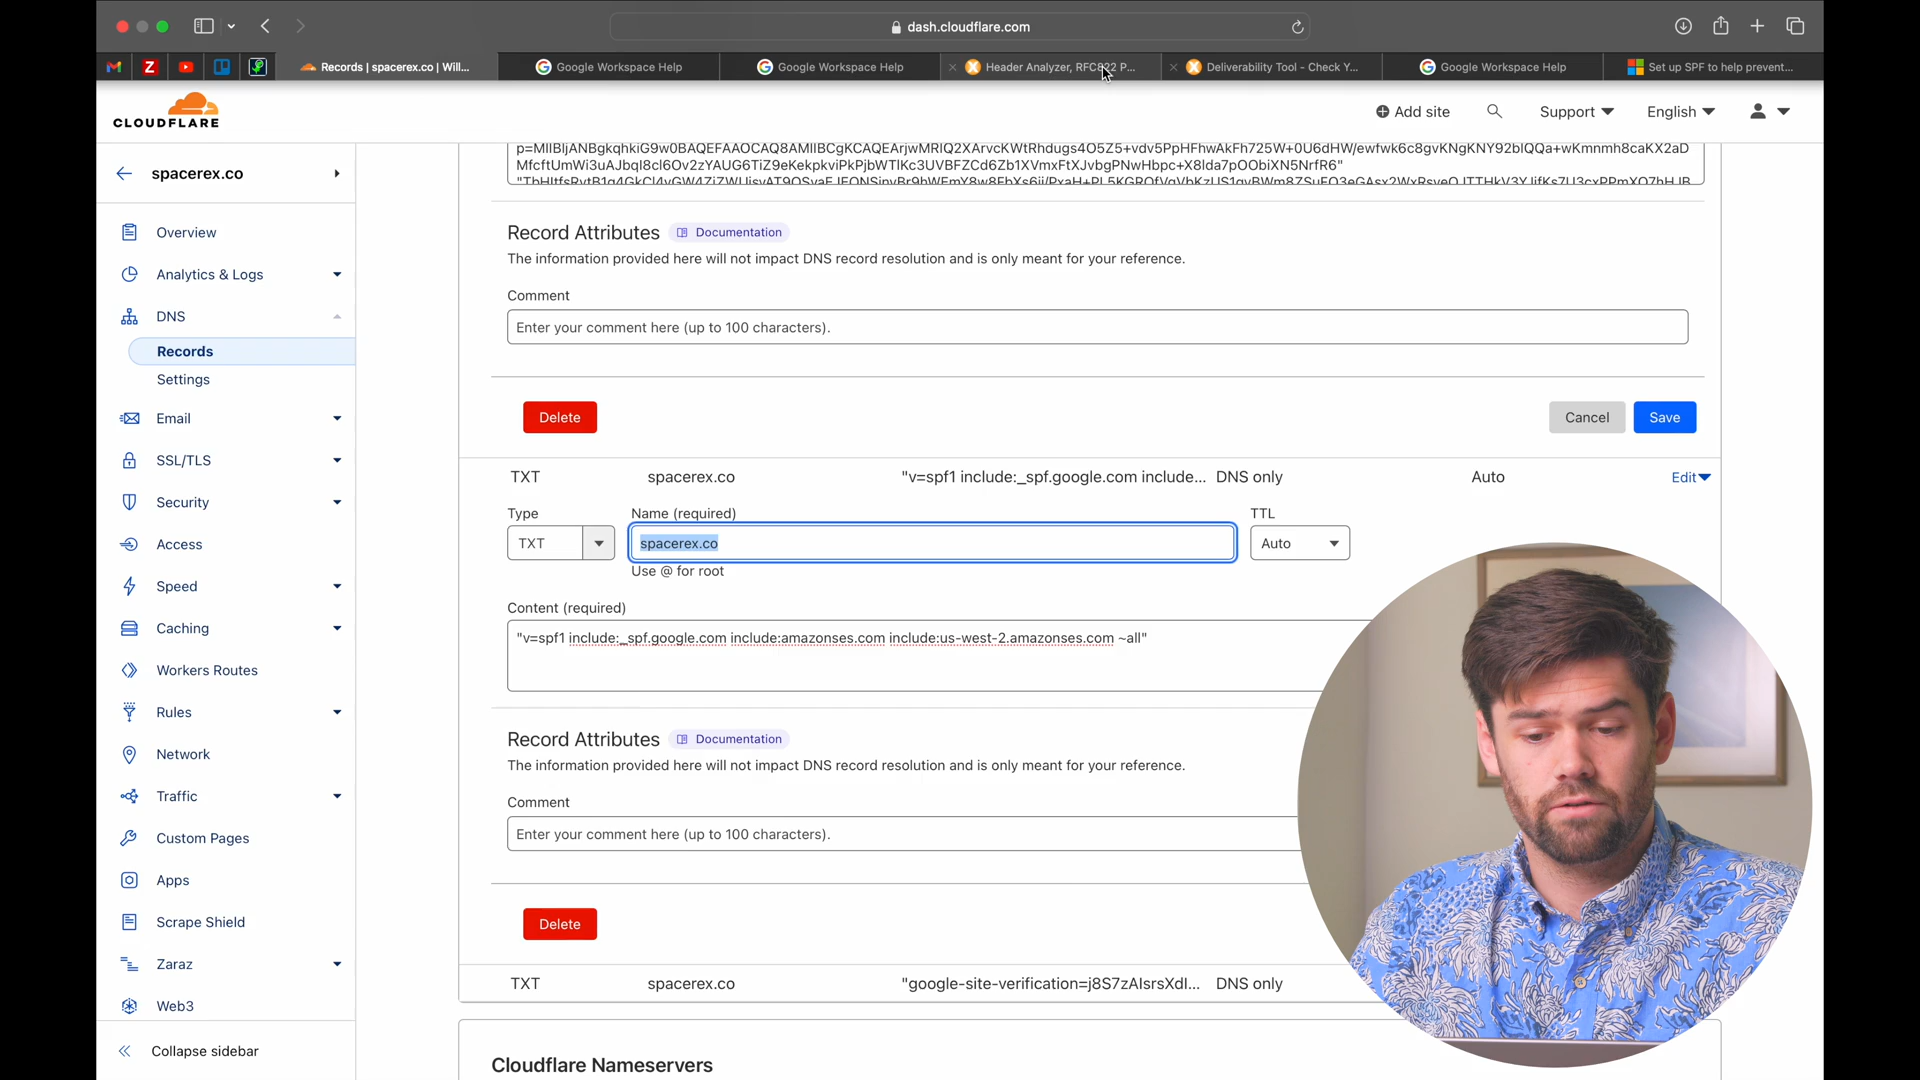 dash.cloudflare.com
Records | spacerex.co | Will...
Google Workspace Help
Google Workspace Help
Header Analyzer, RFC822 P...
Deliverability Tool - Check Y...
Google Workspace Help
Set up SPF to help prevent...
CLOUDFLARE
Add site
Support
English
spacerex.co
Overview
Analytics & Logs
DNS
Records
Settings
Email
SSL/TLS
Security
Access
Speed
Caching
Workers Routes
Rules
Network
Traffic
Custom Pages
Apps
Scrape Shield
Zaraz
Web3
Collapse sidebar
Record Attributes Documentation
The information provided here will not impact DNS record resolution and is only meant for your reference.
Comment
Enter your comment here (up to 100 characters).
Delete
Cancel
Save
TXT spacerex.co "v=spf1 include:_spf.google.com include... DNS only Auto Edit
Type Name (required) TTL
TXT spacerex.co Auto
Use @ for root
Content (required)
"v=spf1 include:_spf.google.com include:amazonses.com include:us-west-2.amazonses.com ~all"
Record Attributes Documentation
The information provided here will not impact DNS record resolution and is only meant for your reference.
Comment
Enter your comment here (up to 100 characters).
Delete
TXT spacerex.co "google-site-verification=j8S7zAIsrsXdI... DNS only
Cloudflare Nameservers